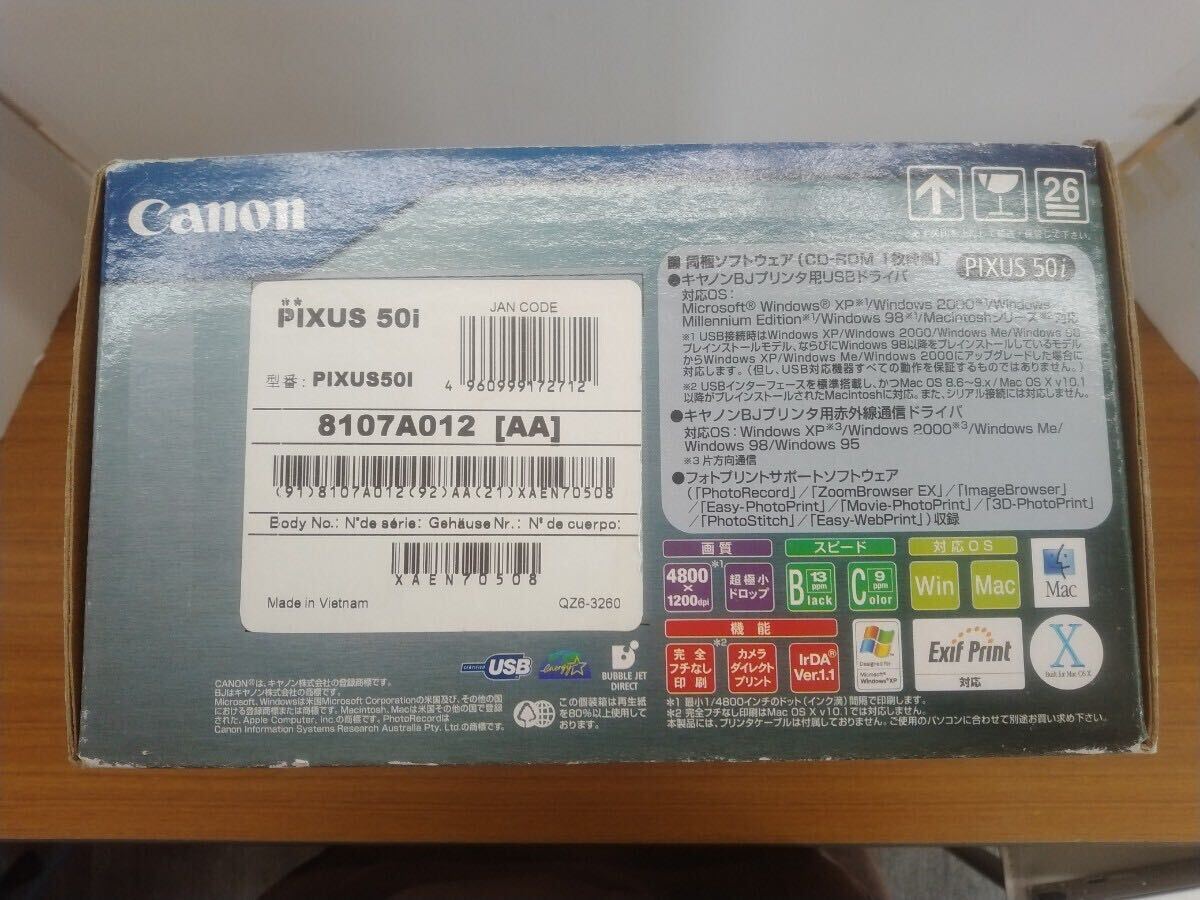 Canon
26
PIXUS 50i
JAN CODE
4 960999172712
型番：PIXUS50I
8107A012 [AA]
(91)8107A012(92)AA(21)XAEN70508
Body No.: N°de série: Gehäuse Nr.: Nº de cuerpo:
XAEN70508
Made in Vietnam
QZ6-3260
PIXUS 50i
●キヤノンBJプリンタ用USBドライバ
対応OS：
Microsoft® Windows® XP※1/Windows 2000※1/Windows
Millennium Edition※1/Windows 98※1/Macintoshシリーズ※2対応
※1 USB接続時はWindows XP/Windows 2000/Windows Me/Windows 98
プレインストールモデル、ならびにWindows 98以降をプレインストールしているモデル
からWindows XP/Windows Me/Windows 2000にアップグレードした場合に
対応します。（但し、USB対応機器すべての動作を保証するものではありません。）
※2 USBインターフェースを標準搭載し、かつMac OS 8.6～9.x / Mac OS X v10.1
以降がプレインストールされたMacintoshに対応。また、シリアル接続には対応しません。
●キヤノンBJプリンタ用赤外線通信ドライバ
対応OS：Windows XP※3/Windows 2000※3/Windows Me/
Windows 98/Windows 95
※3 片方向通信
●フォトプリントサポートソフトウェア
（「PhotoRecord」/「ZoomBrowser EX」/「ImageBrowser」
/「Easy-PhotoPrint」/「Movie-PhotoPrint」/「3D-PhotoPrint」
/「PhotoStitch」/「Easy-WebPrint」）収録
画質
4800
×
1200dpi
※1
超極小
ドロップ
スピード
Black
13
ppm
Color
9
ppm
対応OS
Win
Mac
Mac
機能
完全
フチなし
印刷
※2
カメラ
ダイレクト
プリント
IrDA®
Ver.1.1
Designed for
Microsoft®
Windows®XP
Exif Print
対応
X
Built for Mac OS X
※1 最小1/4800インチのドット（インク滴）間隔で印刷します。
※2 完全フチなし印刷はMac OS X v10.1では対応しません。
本製品には、プリンタケーブルは付属しておりません。ご使用のパソコンに合わせて別途お買い求め下さい。
CERTIFIED
USB
energy
BUBBLE JET
DIRECT
この個装箱は再生紙
を80%以上使用して
おります。
CANON®は、キヤノン株式会社の登録商標です。
BJはキヤノン株式会社の商標です。
Microsoft, WindowsはMicrosoft Corporationの米国及び、その他の国
における登録商標または商標です。Macintosh, Macは米国その他の国で登録
された、Apple Computer, Inc.の商標です。PhotoRecordは
Canon Information Systems Research Australia Pty. Ltd.の商標です。